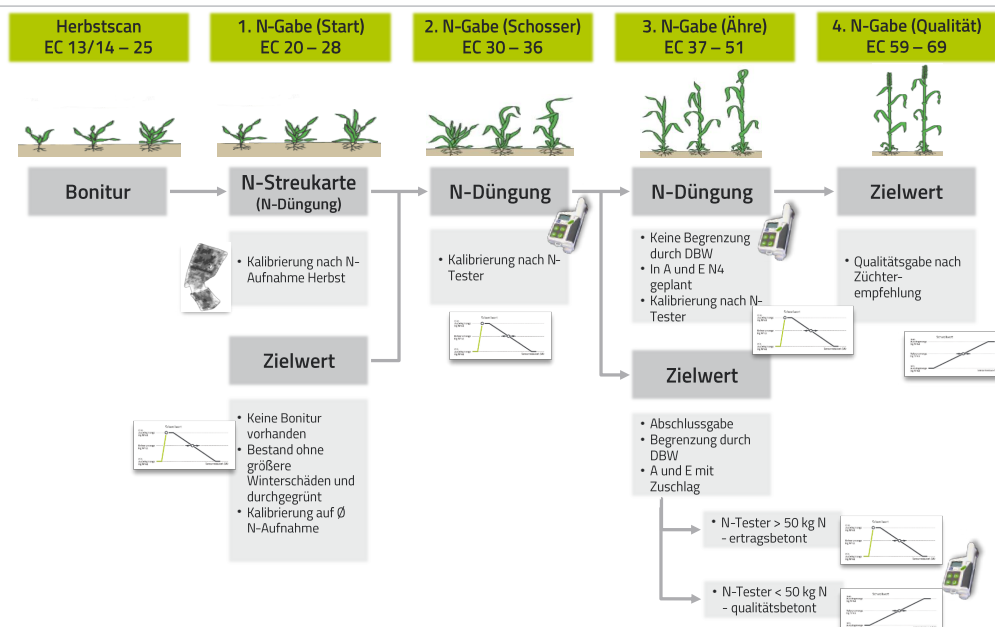 Herbstscan
EC 13/14 – 25
1. N-Gabe (Start)
EC 20 – 28
2. N-Gabe (Schosser)
EC 30 – 36
3. N-Gabe (Ähre)
EC 37 – 51
4. N-Gabe (Qualität)
EC 59 – 69
Bonitur
N-Streukarte
(N-Düngung)
• Kalibrierung nach N-
Aufnahme Herbst
Zielwert
• Keine Bonitur
vorhanden
• Bestand ohne
größere
Winterschäden und
durchgegrünt
• Kalibrierung auf Ø
N-Aufnahme
N-Düngung
• Kalibrierung nach N-
Tester
N-Düngung
• Keine Begrenzung
durch DBW
• In A und E N4
geplant
• Kalibrierung nach N-
Tester
Zielwert
• Abschlussgabe
• Begrenzung durch
DBW
• A und E mit
Zuschlag
• N-Tester > 50 kg N
- ertragsbetont
• N-Tester < 50 kg N
- qualitätsbetont
Zielwert
• Qualitätsgabe nach
Züchter-
empfehlung